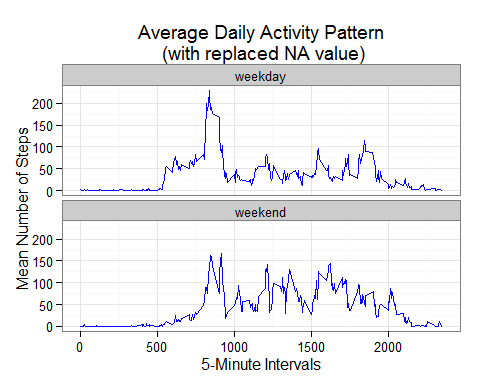 Average Daily Activity Pattern
(with replaced NA value)
weekday
200
150
100
50
0
weekend
200
150
100
50
0
Mean Number of Steps
0 500 1000 1500 2000
5-Minute Intervals